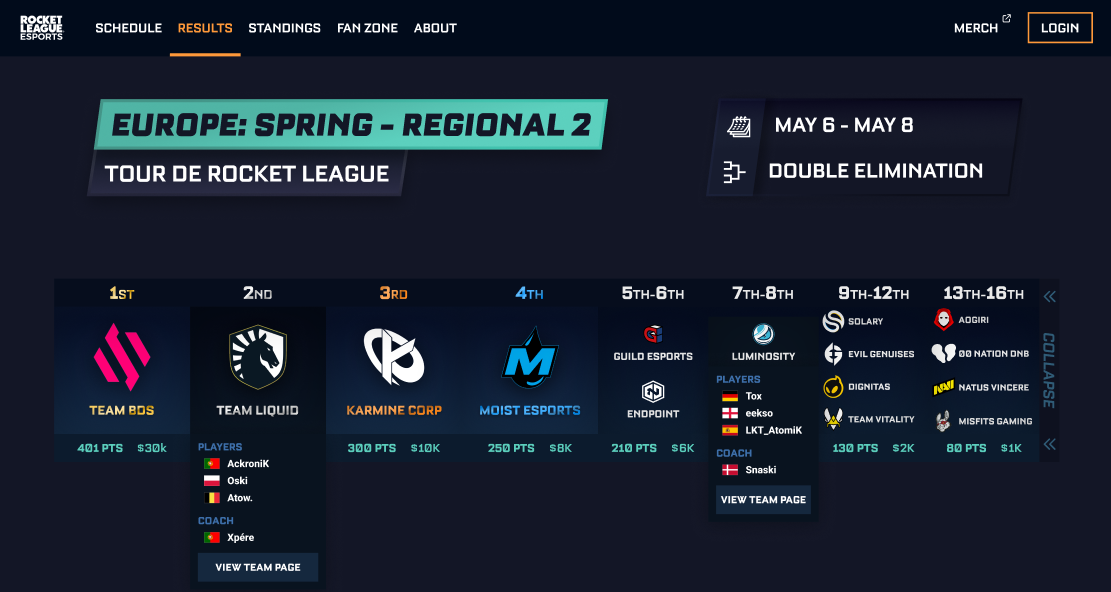 ROCKET
LEAGUE
ESPORTS
SCHEDULE
RESULTS
STANDINGS
FAN ZONE
ABOUT
MERCH
LOGIN
EUROPE: SPRING - REGIONAL 2
TOUR DE ROCKET LEAGUE
MAY 6 - MAY 8
DOUBLE ELIMINATION
1ST
TEAM BDS
401 PTS $30k
2ND
TEAM LIQUID
PLAYERS
AckroniK
Oski
Atow.
COACH
Xpére
VIEW TEAM PAGE
3RD
KARMINE CORP
300 PTS $10K
4TH
MOIST ESPORTS
250 PTS $8K
5TH-6TH
GUILD ESPORTS
ENDPOINT
210 PTS $6K
7TH-8TH
LUMINOSITY
PLAYERS
Tox
eekso
LKT_AtomiK
COACH
Snaski
VIEW TEAM PAGE
9TH-12TH
SOLARY
EVIL GENUISES
DIGNITAS
TEAM VITALITY
130 PTS $2K
13TH-16TH
AOGIRI
00 NATION DNB
NATUS VINCERE
MISFITS GAMING
80 PTS $1K
COLLAPSE